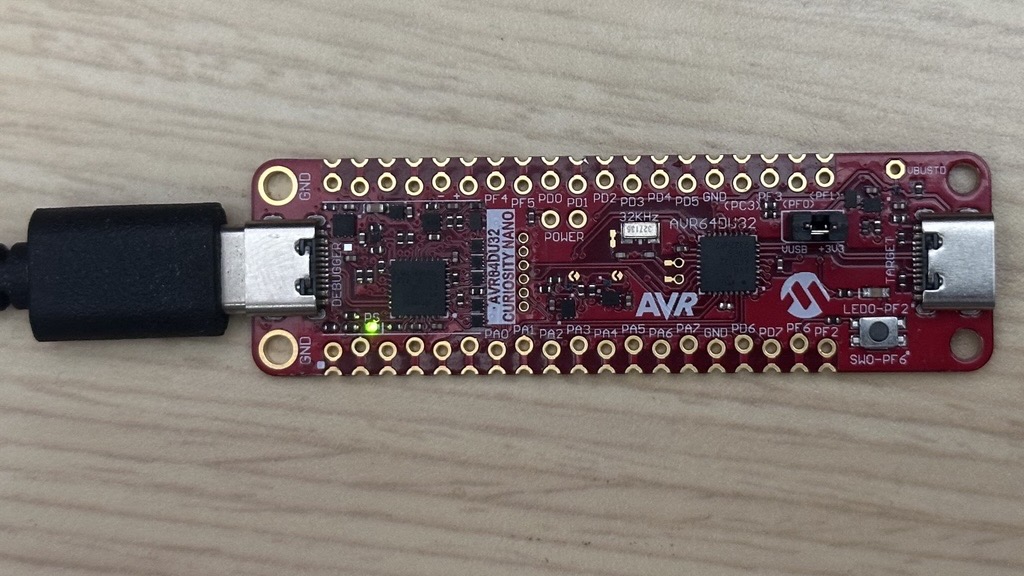 GND
PF4
PF5
PD0
PD1
PD2
PD3
PD4
PD5
GND
(PC3)
(PF0)
(PF1)
VBUSTD
DEBUGGER
AVR64DU32
CURIOSITY NANO
POWER
32KHz
AVR64DU32
VUSB
+3V3
TARGET
PS
AVR
LED0-PF2
SW0-PF6
GND
PA0
PA1
PA2
PA3
PA4
PA5
PA6
PA7
GND
PD6
PD7
PF6
PF2